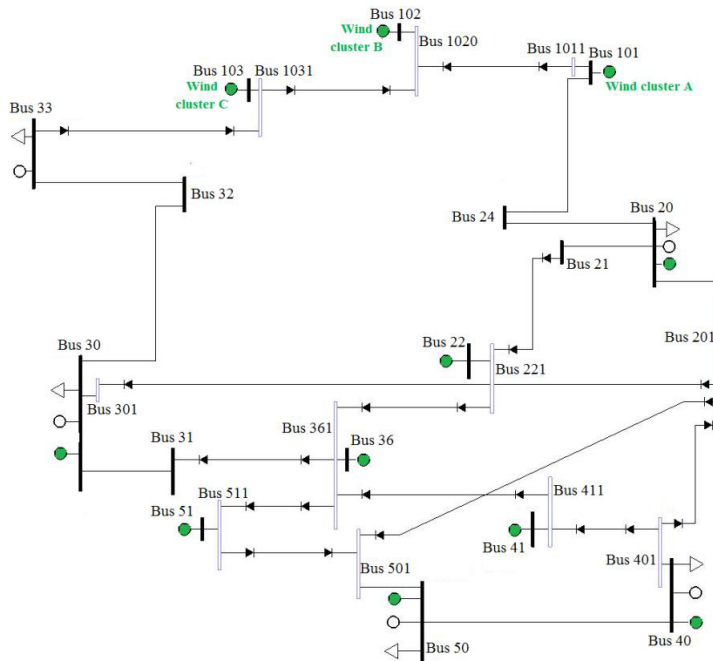 Bus 102
Wind
cluster B
Bus 1020
Bus 1011
Bus 101
Wind cluster A
Bus 103
Bus 1031
Wind
cluster C
Bus 33
Bus 32
Bus 24
Bus 20
Bus 21
Bus 22
Bus 201
Bus 221
Bus 30
Bus 301
Bus 31
Bus 361
Bus 36
Bus 511
Bus 51
Bus 411
Bus 41
Bus 401
Bus 501
Bus 50
Bus 40